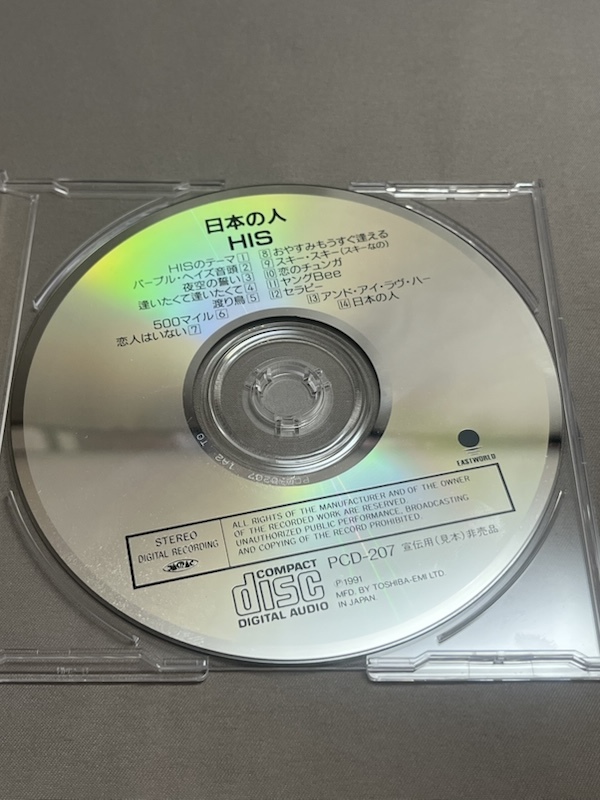 日本の人
HIS
HISのテーマ 1
パープル・ヘイズ音頭 2
夜空の誓い 3
逢いたくて逢いたくて 4
渡り鳥 5
500マイル 6
恋人はいない 7
8 おやすみもうすぐ逢える
9 スキー・スキー(スキーなの)
10 恋のチュンガ
11 ヤングBee
12 セラピー
13 アンド・アイ・ラヴ・ハー
14 日本の人
EASTWORLD
STEREO
DIGITAL RECORDING
ALL RIGHTS OF THE MANUFACTURER AND OF THE OWNER
OF THE RECORDED WORK ARE RESERVED.
UNAUTHORIZED PUBLIC PERFORMANCE, BROADCASTING
AND COPYING OF THE RECORD PROHIBITED.
COMPACT
disc
DIGITAL AUDIO
PCD-207 宣伝用(見本)非売品
P:1991
MFD. BY TOSHIBA-EMI LTD.
IN JAPAN.